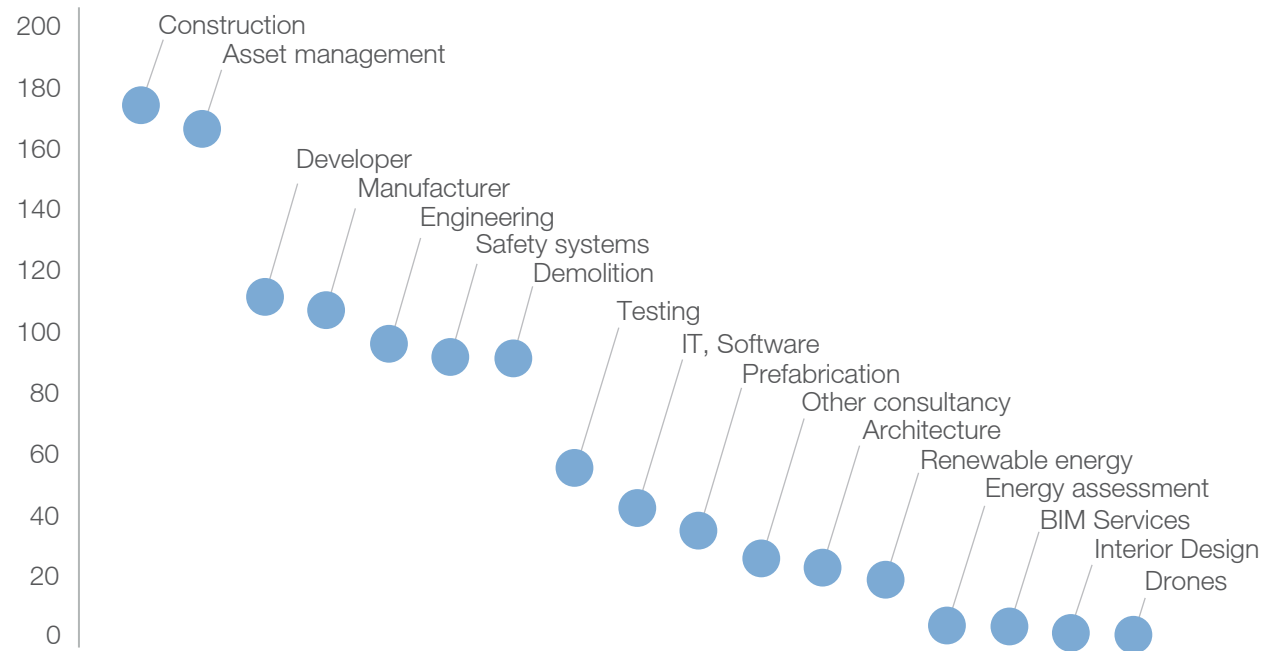 200
Construction
Asset management
180
160
Developer
Manufacturer
140
Engineering
Safety systems
120
Demolition
Testing
100
IT, Software
Prefabrication
80
Other consultancy
Architecture
60
Renewable energy
Energy assessment
40
BIM Services
Interior Design
20
Drones
0